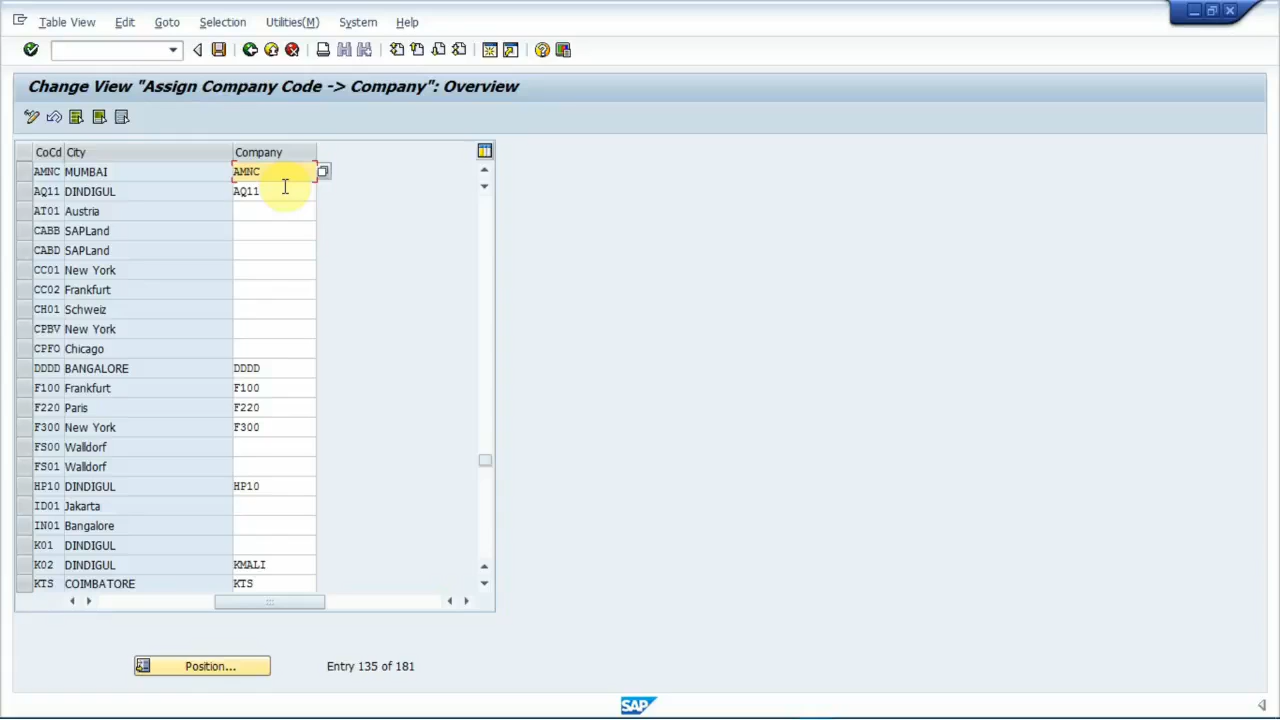 Table View Edit Goto Selection Utilities(M) System Help
Change View "Assign Company Code -> Company": Overview
CoCd City Company
AMNC MUMBAI AMNC
AQ11 DINDIGUL AQ11
AT01 Austria
CABB SAPLand
CABD SAPLand
CC01 New York
CC02 Frankfurt
CH01 Schweiz
CPBV New York
CPFO Chicago
DDDD BANGALORE DDDD
F100 Frankfurt F100
F220 Paris F220
F300 New York F300
FS00 Walldorf
FS01 Walldorf
HP10 DINDIGUL HP10
ID01 Jakarta
IN01 Bangalore
K01 DINDIGUL
K02 DINDIGUL KMALI
KTS COIMBATORE KTS
Position... Entry 135 of 181
SAP